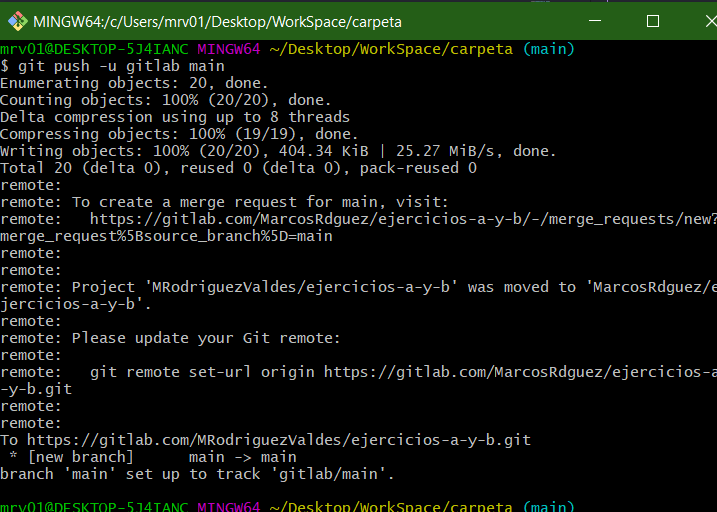 MINGW64:/c/Users/mrv01/Desktop/WorkSpace/carpeta
mrv01@DESKTOP-5J4IANC MINGW64 ~/Desktop/WorkSpace/carpeta (main)
$ git push -u gitlab main
Enumerating objects: 20, done.
Counting objects: 100% (20/20), done.
Delta compression using up to 8 threads
Compressing objects: 100% (19/19), done.
Writing objects: 100% (20/20), 404.34 KiB | 25.27 MiB/s, done.
Total 20 (delta 0), reused 0 (delta 0), pack-reused 0
remote:
remote: To create a merge request for main, visit:
remote:   https://gitlab.com/MarcosRdguez/ejercicios-a-y-b/-/merge_requests/new?
merge_request%5Bsource_branch%5D=main
remote:
remote:
remote: Project 'MRodriguezValdes/ejercicios-a-y-b' was moved to 'MarcosRdguez/e
jercicios-a-y-b'.
remote:
remote: Please update your Git remote:
remote:
remote:   git remote set-url origin https://gitlab.com/MarcosRdguez/ejercicios-a
-y-b.git
remote:
remote:
To https://gitlab.com/MRodriguezValdes/ejercicios-a-y-b.git
 * [new branch]      main -> main
branch 'main' set up to track 'gitlab/main'.
mrv01@DESKTOP-5J4IANC MINGW64 ~/Desktop/WorkSpace/carpeta (main)